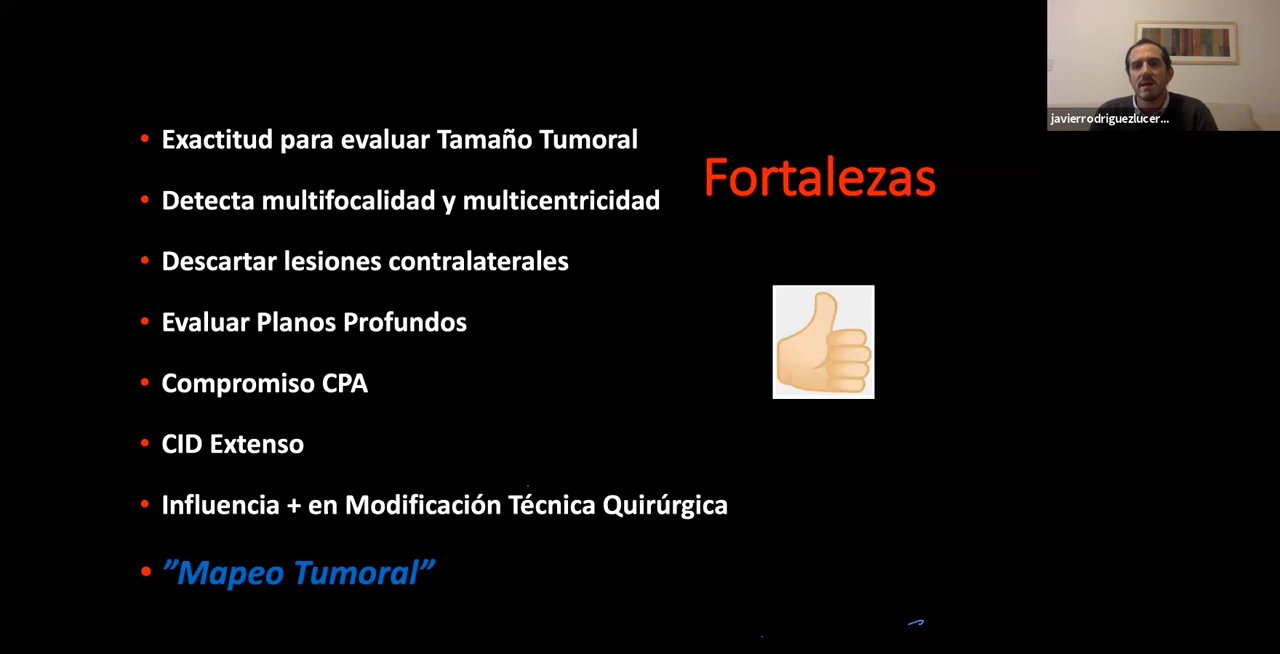 javierrodriguezlucer...
Fortalezas
• Exactitud para evaluar Tamaño Tumoral
• Detecta multifocalidad y multicentricidad
• Descartar lesiones contralaterales
• Evaluar Planos Profundos
• Compromiso CPA
• CID Extenso
• Influencia + en Modificación Técnica Quirúrgica
• ”Mapeo Tumoral”